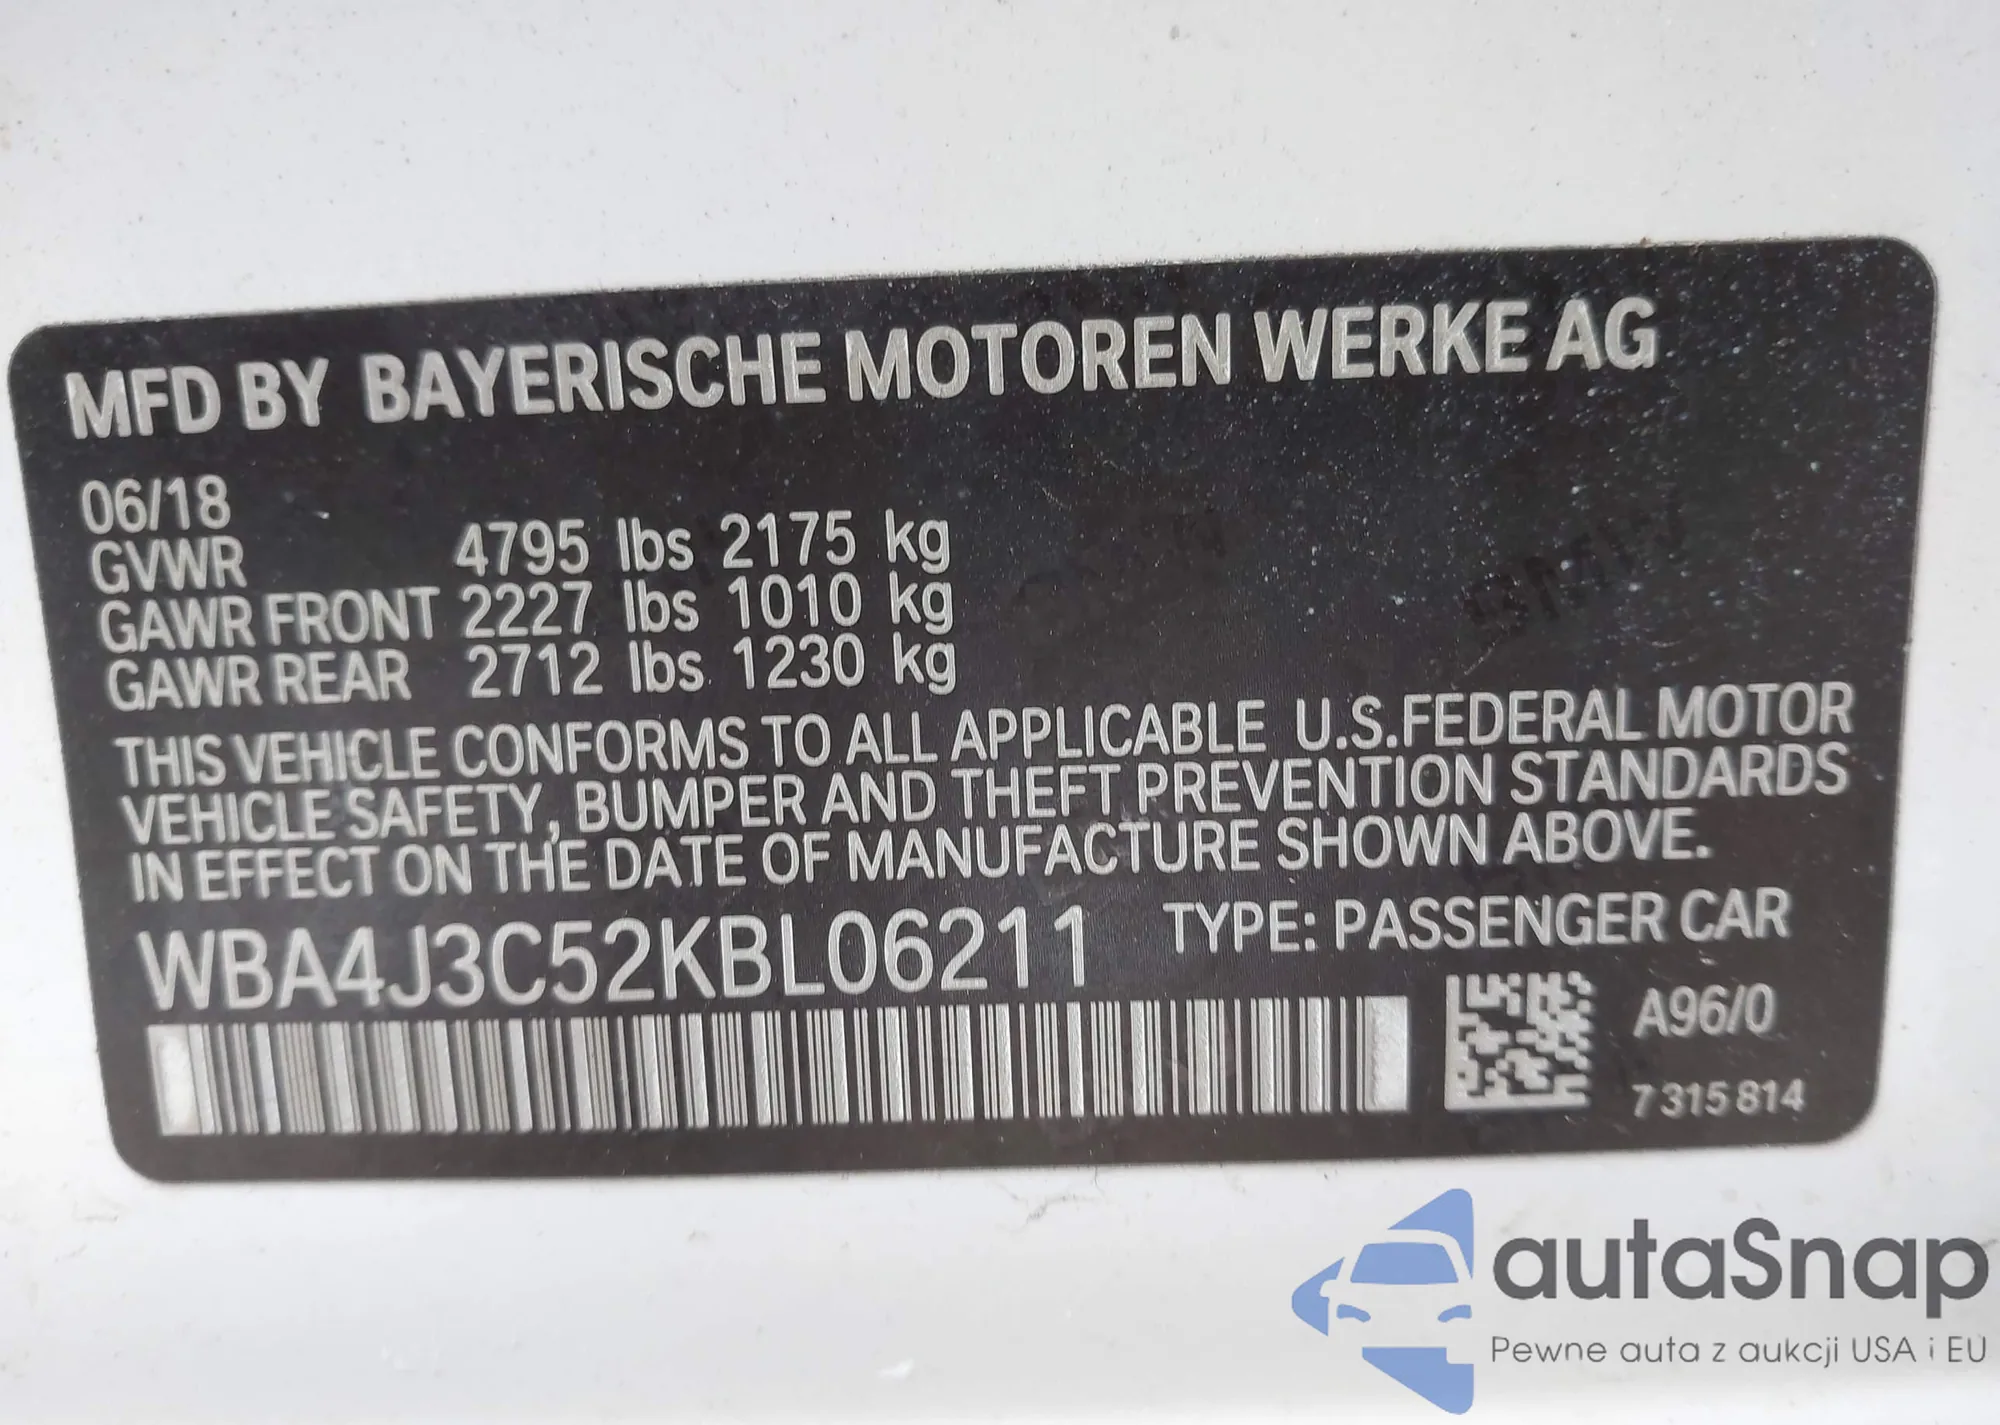 MFD BY BAYERISCHE MOTOREN WERKE AG
06/18
GVWR 4795 lbs 2175 kg
GAWR FRONT 2227 lbs 1010 kg
GAWR REAR 2712 lbs 1230 kg
THIS VEHICLE CONFORMS TO ALL APPLICABLE U.S.FEDERAL MOTOR
VEHICLE SAFETY, BUMPER AND THEFT PREVENTION STANDARDS
IN EFFECT ON THE DATE OF MANUFACTURE SHOWN ABOVE.
WBA4J3C52KBL06211 TYPE: PASSENGER CAR
A96/0
7 315 814
autaSnap
Pewne auta z aukcji USA i EU